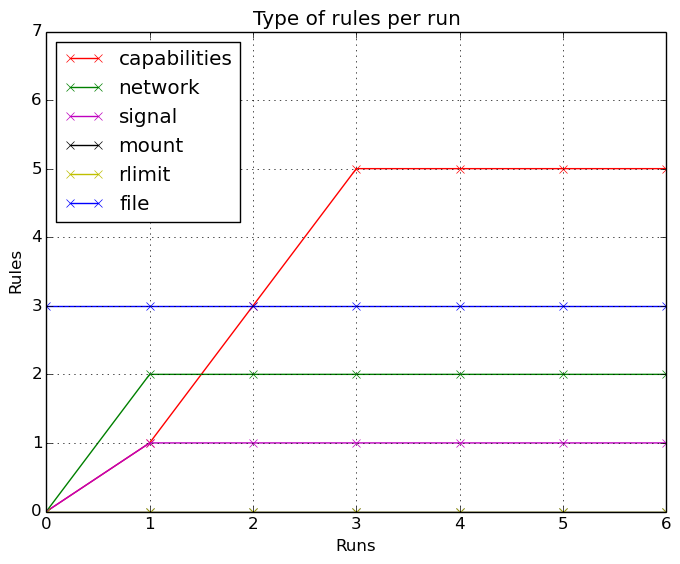 Type of rules per run
7
6
5
4
3
2
1
0
Rules
capabilities
network
signal
mount
rlimit
file
0 1 2 3 4 5 6
Runs